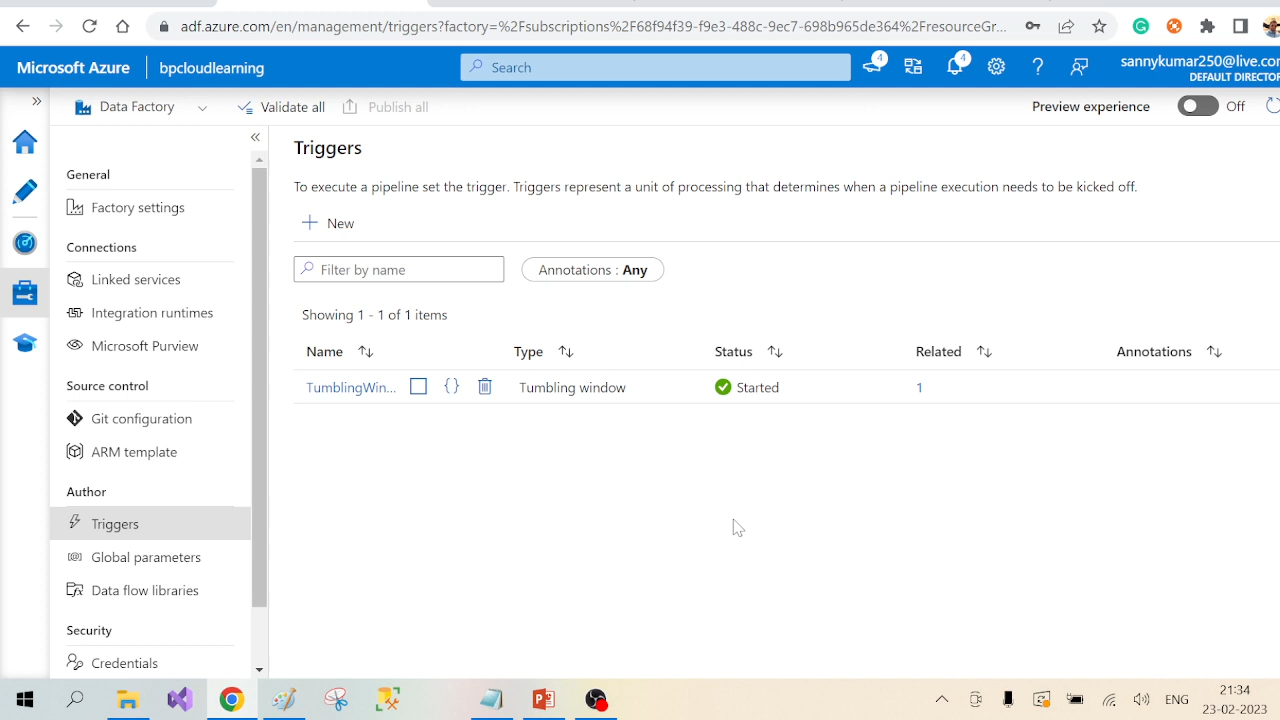 adf.azure.com/en/management/triggers?factory=%2Fsubscriptions%2F68f94f39-f9e3-488c-9ec7-698b965de364%2FresourceGr...
Microsoft Azure
bpcloudlearning
Search
4
4
sannykumar250@live.com
DEFAULT DIRECTOR
Data Factory
Validate all
Publish all
Preview experience
Off
General
Factory settings
Connections
Linked services
Integration runtimes
Microsoft Purview
Source control
Git configuration
ARM template
Author
Triggers
Global parameters
Data flow libraries
Security
Credentials
Triggers
To execute a pipeline set the trigger. Triggers represent a unit of processing that determines when a pipeline execution needs to be kicked off.
New
Filter by name
Annotations : Any
Showing 1 - 1 of 1 items
Name Type Status Related Annotations
TumblingWin... {} Tumbling window Started 1
ENG
21:34
23-02-2023